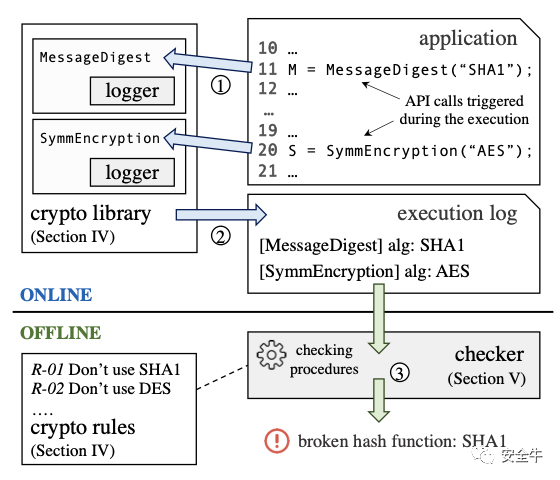 MessageDigest
logger
SymmEncryption
logger
crypto library
(Section IV)
①
②
application
10 …
11 M = MessageDigest(“SHA1”);
12 …
…
API calls triggered
during the execution
19 …
20 S = SymmEncryption(“AES”);
21 …
execution log
[MessageDigest] alg: SHA1
[SymmEncryption] alg: AES
ONLINE
OFFLINE
R-01 Don’t use SHA1
R-02 Don’t use DES
….
crypto rules
(Section IV)
checking
procedures
③
checker
(Section V)
broken hash function: SHA1
安全牛